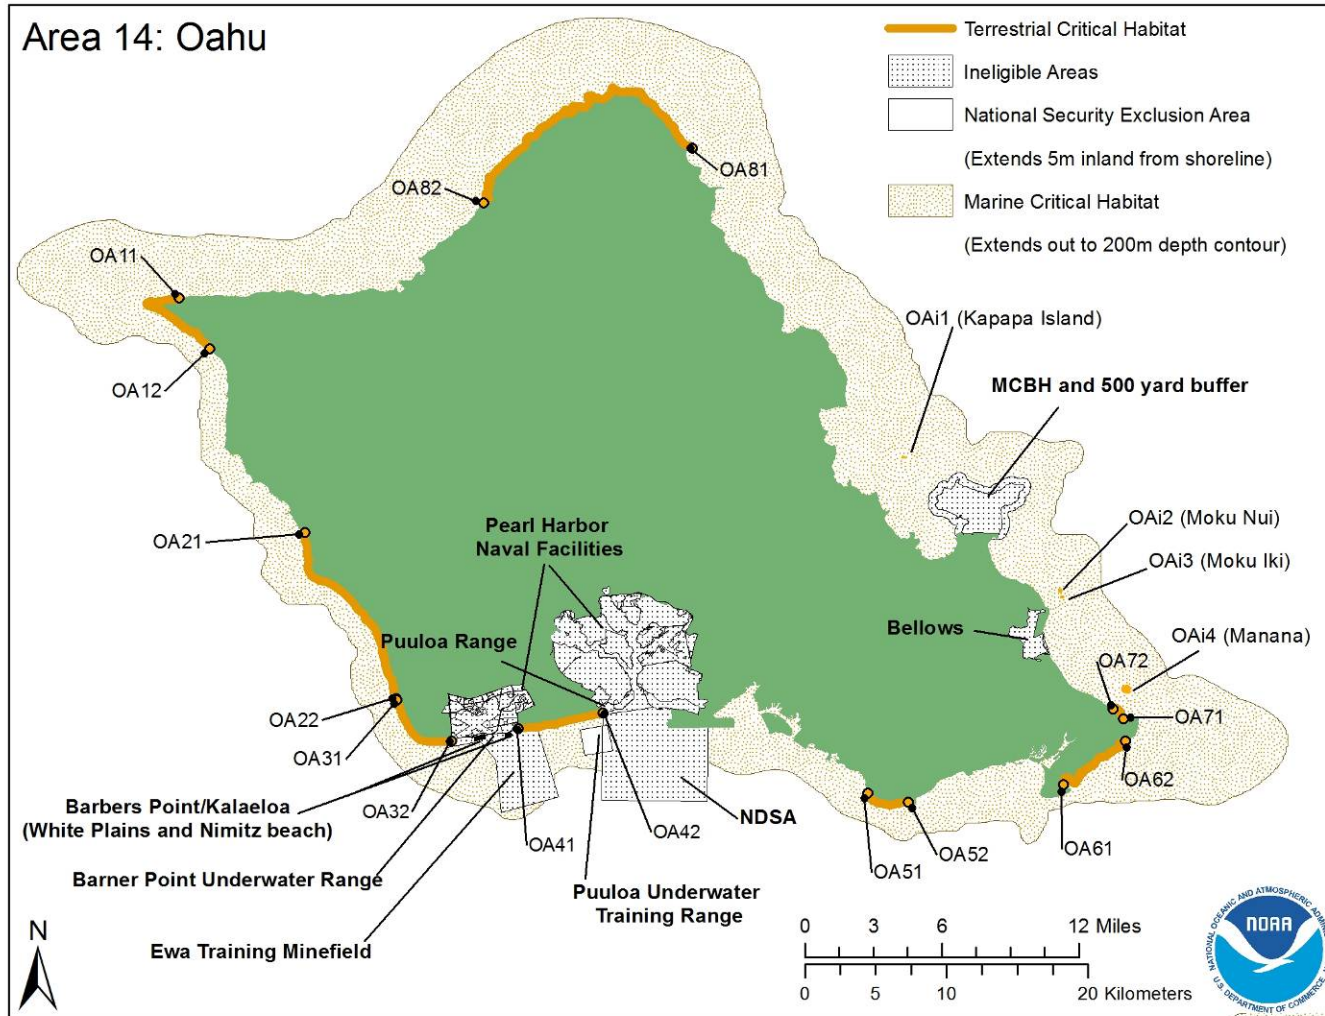 Area 14: Oahu
Terrestrial Critical Habitat
Ineligible Areas
National Security Exclusion Area
(Extends 5m inland from shoreline)
Marine Critical Habitat
(Extends out to 200m depth contour)
OA81
OA82
OA11
OA12
OAi1 (Kapapa Island)
MCBH and 500 yard buffer
OAi2 (Moku Nui)
OAi3 (Moku Iki)
OA21
Pearl Harbor
Naval Facilities
Bellows
OAi4 (Manana)
Puuloa Range
OA72
OA71
OA22
OA31
OA62
Barbers Point/Kalaeloa
(White Plains and Nimitz beach)
OA32
OA41
OA42
NDSA
OA51
OA52
OA61
Barner Point Underwater Range
Puuloa Underwater
Training Range
Ewa Training Minefield
N
0 3 6 12 Miles
0 5 10 20 Kilometers
NOAA
NATIONAL OCEANIC AND ATMOSPHERIC
U.S. DEPARTMENT OF COMMERCE